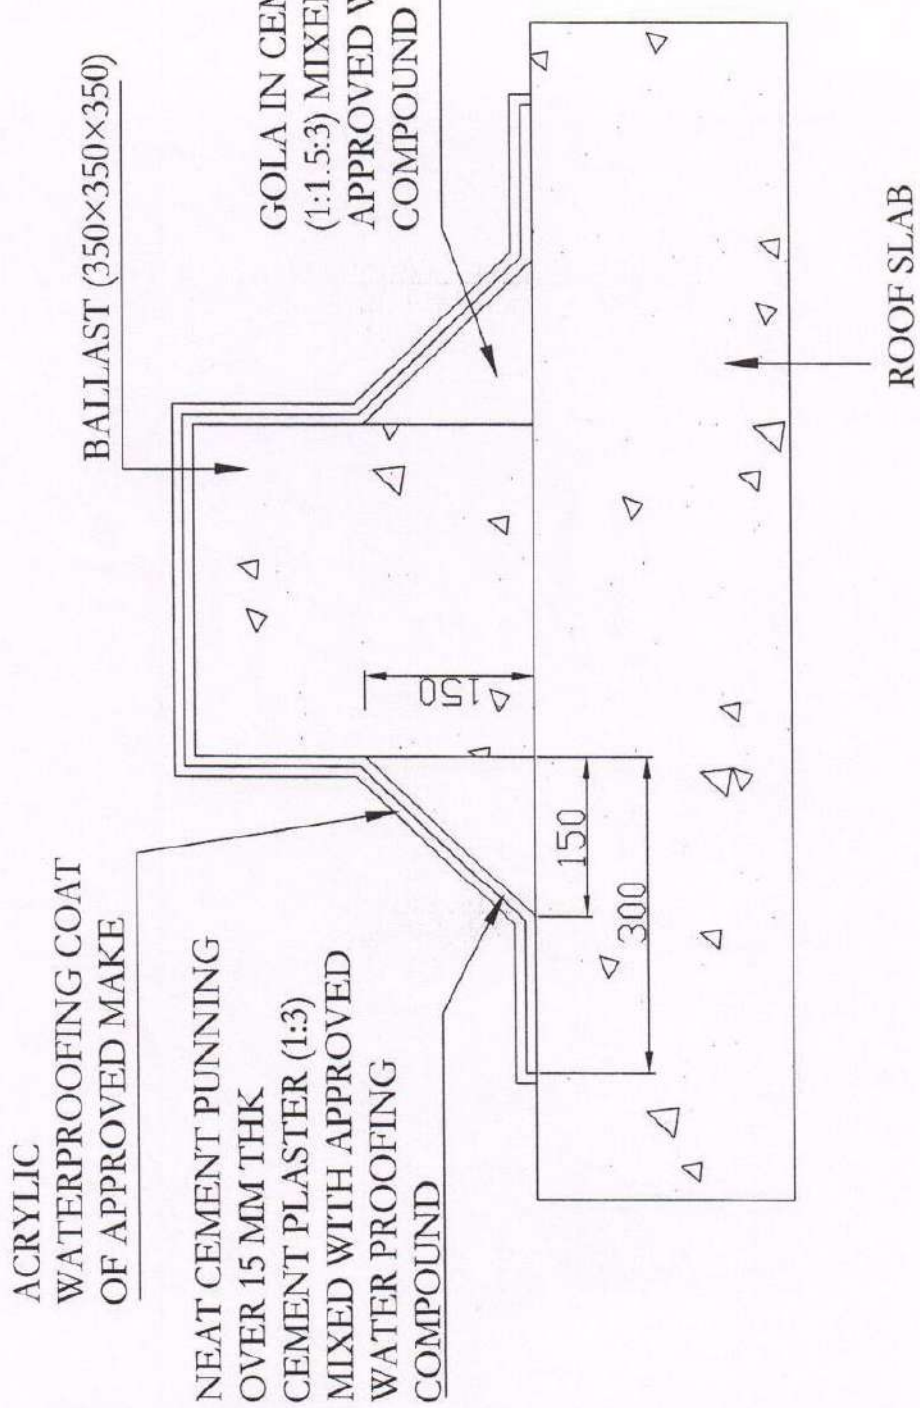 ACRYLIC
WATERPROOFING COAT
OF APPROVED MAKE
NEAT CEMENT PUNNING
OVER 15 MM THK
CEMENT PLASTER (1:3)
MIXED WITH APPROVED
WATER PROOFING
COMPOUND
BALLAST (350×350×350)
GOLA IN
(1:1.5:3)
APPROVED
COMPOUND
150
150
300
ROOF SLAB